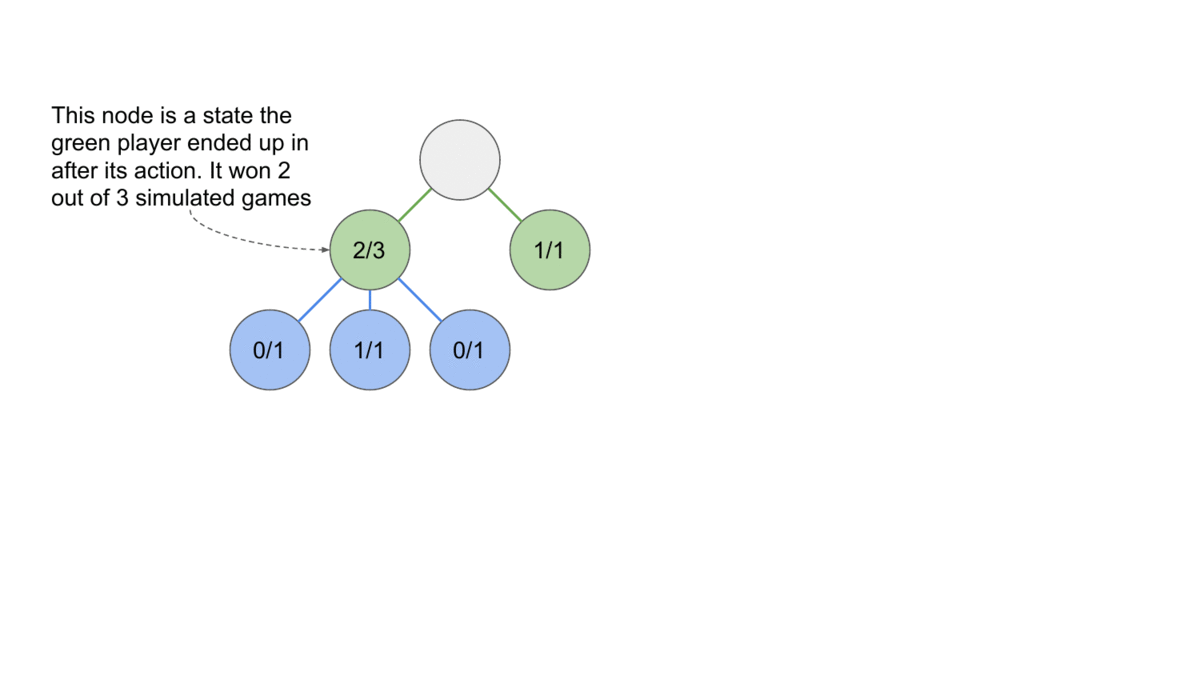 This node is a state the
green player ended up in
after its action. It won 2
out of 3 simulated games
2/3
1/1
0/1
1/1
0/1